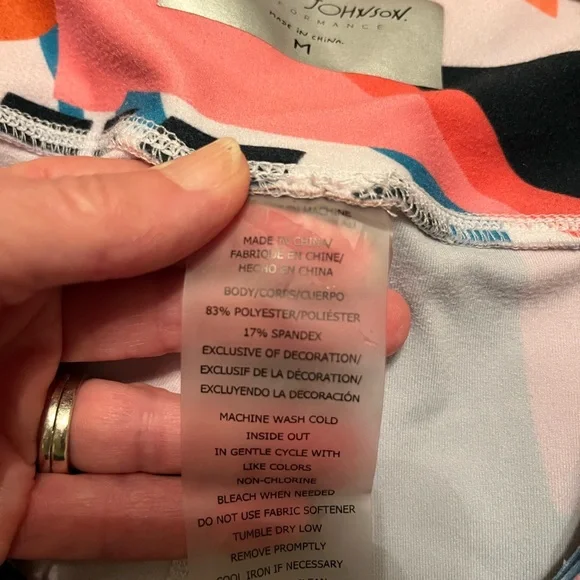 JOHNSON.
MADE IN CHINA.
M
MACHINE
MADE IN CHINA/
FABRIQUÉ EN CHINE/
HECHO EN CHINA
BODY/CORPS/CUERPO
83% POLYESTER/POLIÉSTER
17% SPANDEX
EXCLUSIVE OF DECORATION/
EXCLUSIF DE LA DÉCORATION/
EXCLUYENDO LA DECORACIÓN
MACHINE WASH COLD
INSIDE OUT
IN GENTLE CYCLE WITH
LIKE COLORS
NON-CHLORINE
BLEACH WHEN NEEDED
DO NOT USE FABRIC SOFTENER
TUMBLE DRY LOW
REMOVE PROMPTLY
COOL IRON IF NECESSARY